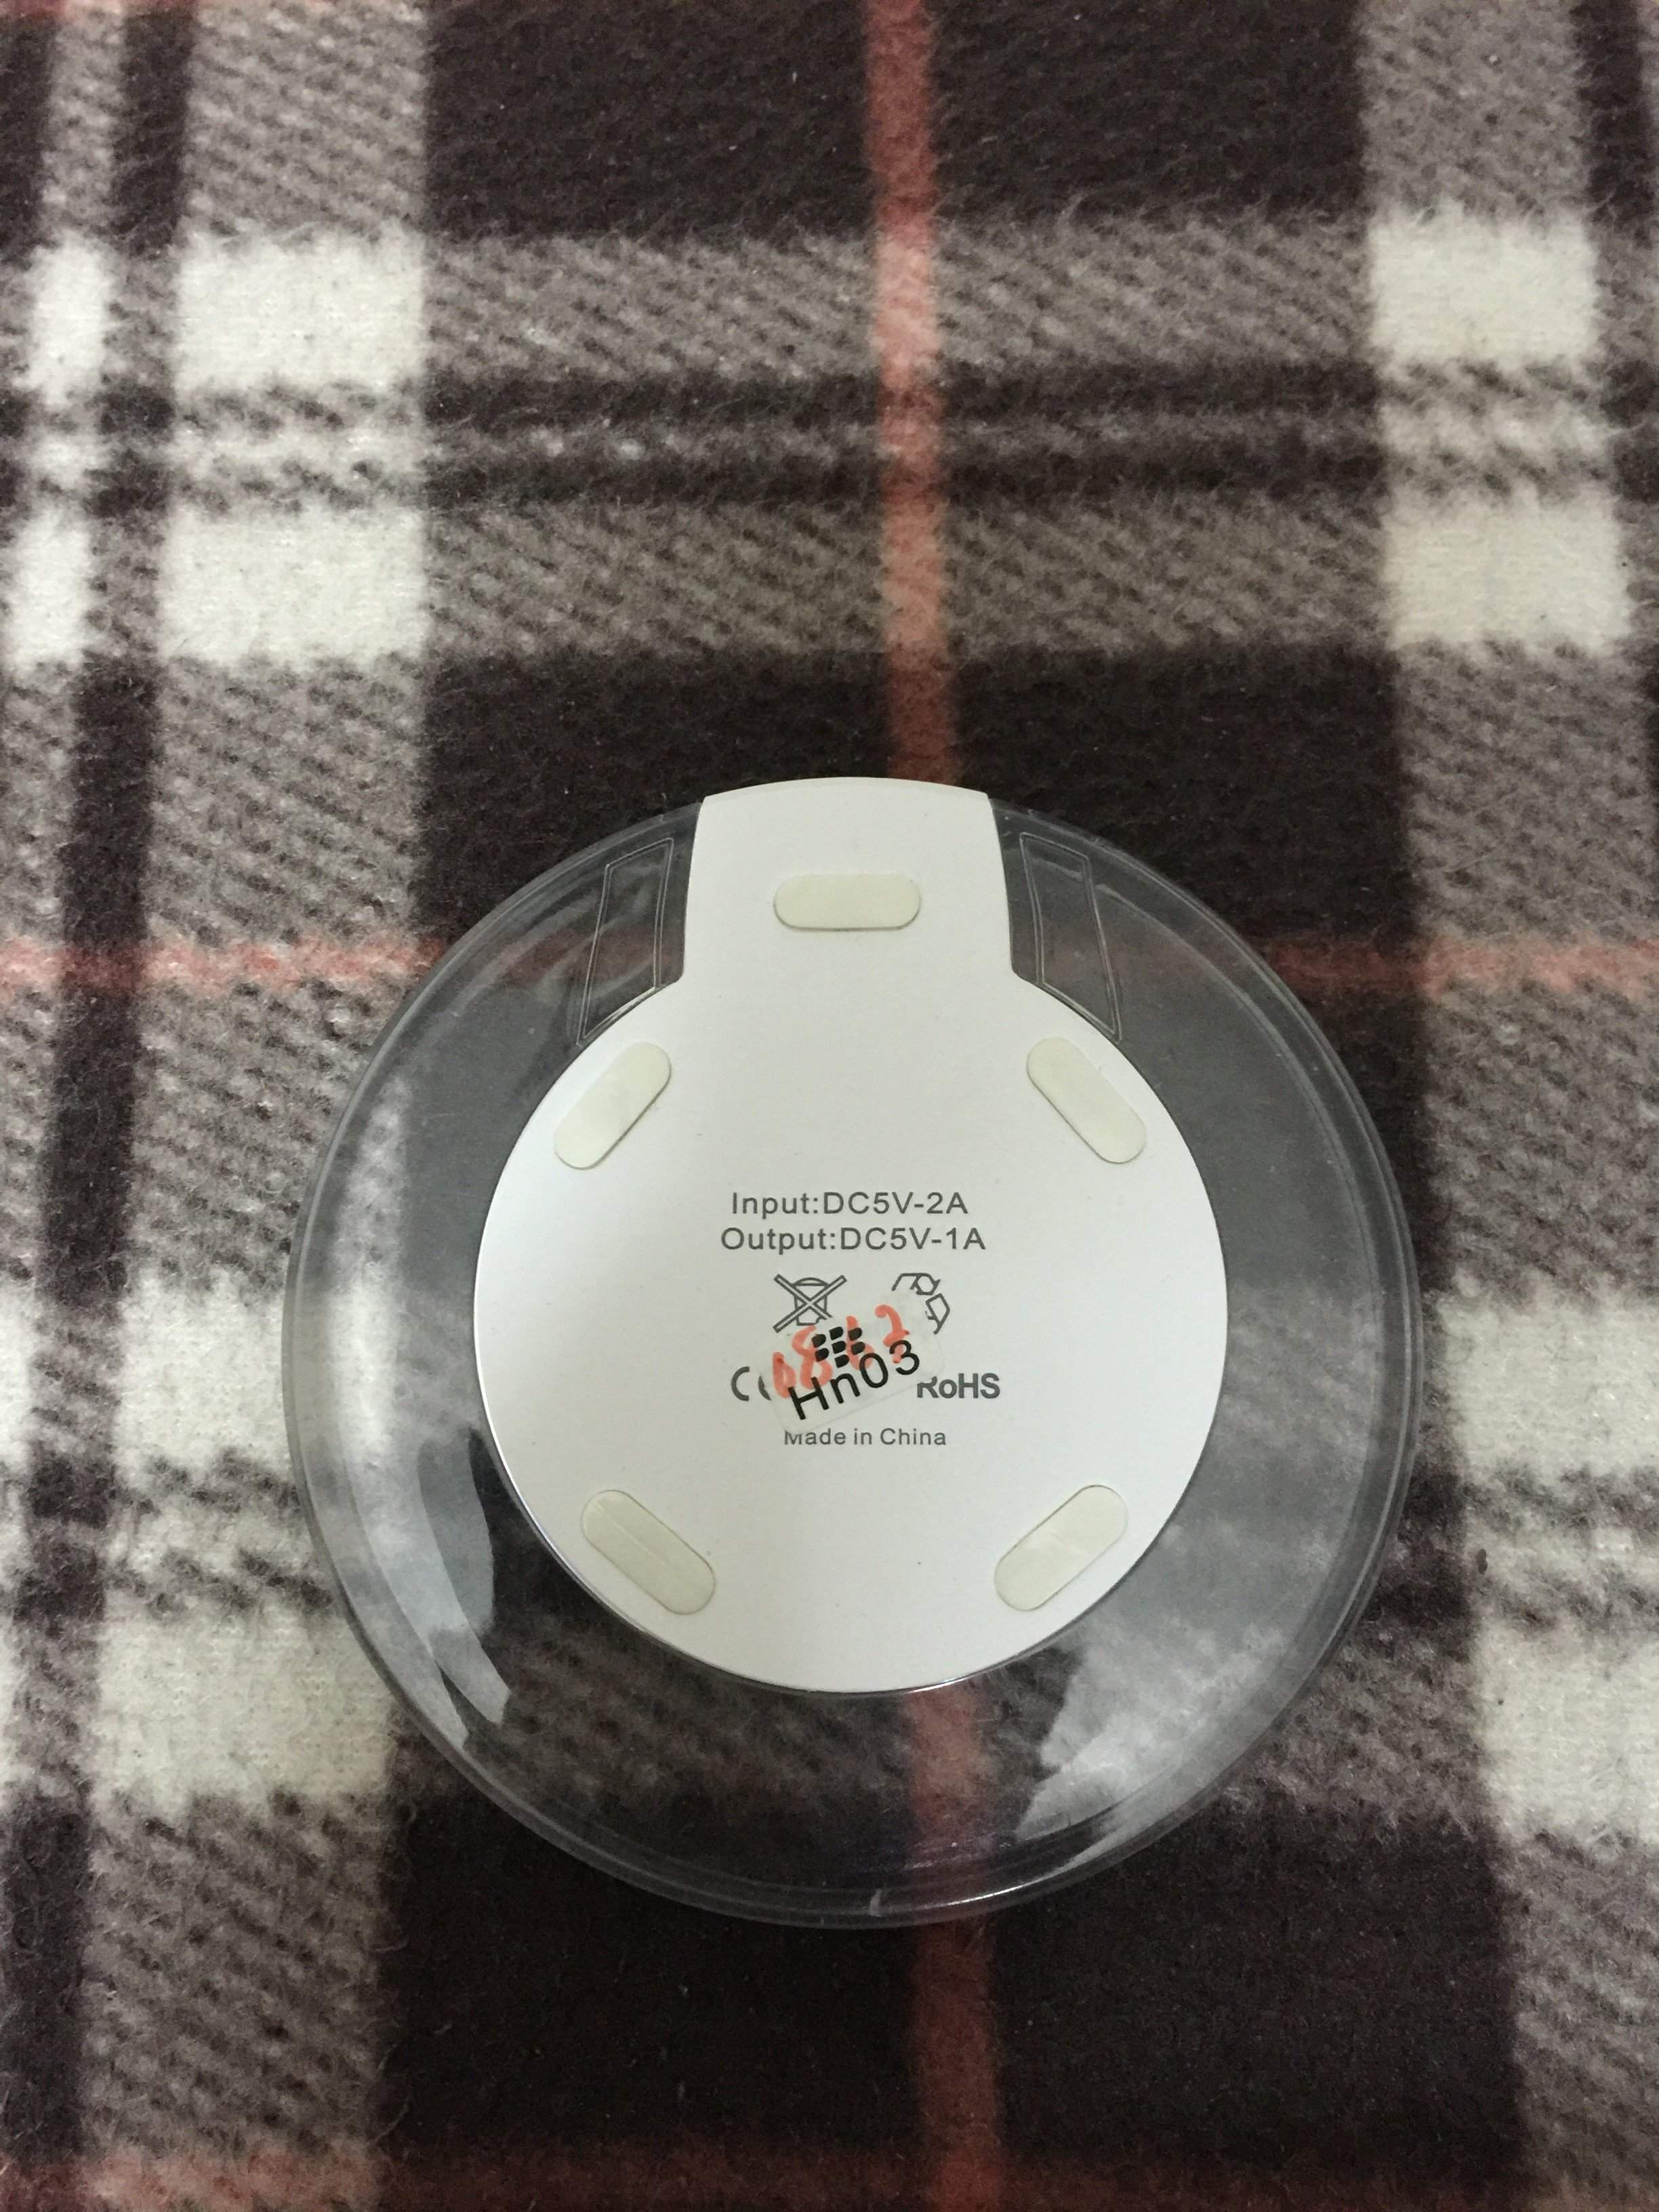 Input:DC5V-2A
Output:DC5V-1A
Hn03
RoHS
Made in China